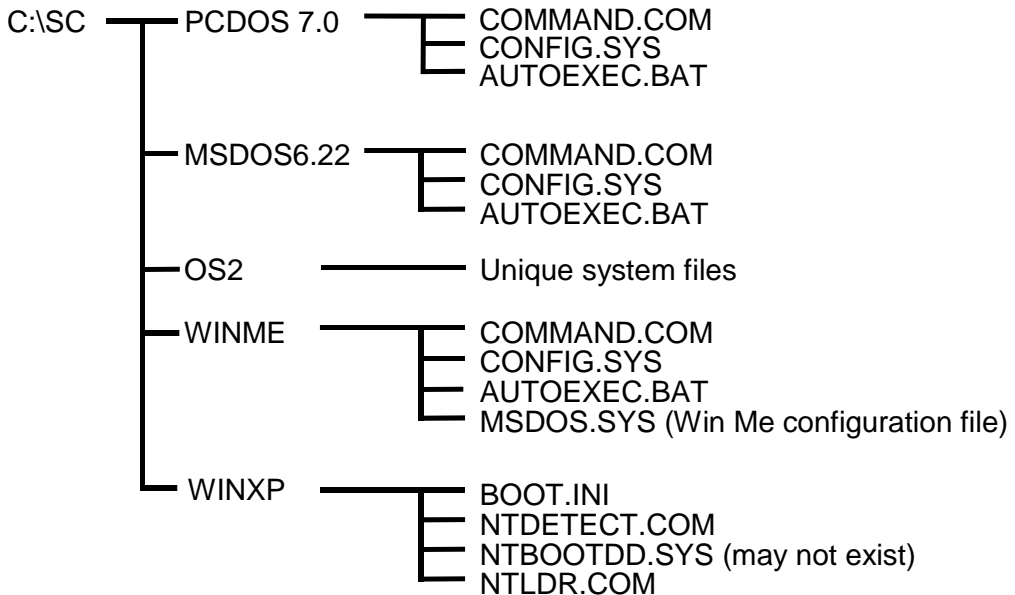 C:\SC
PCDOS 7.0
COMMAND.COM
CONFIG.SYS
AUTOEXEC.BAT
MSDOS6.22
COMMAND.COM
CONFIG.SYS
AUTOEXEC.BAT
OS2
Unique system files
WINME
COMMAND.COM
CONFIG.SYS
AUTOEXEC.BAT
MSDOS.SYS (Win Me configuration file)
WINXP
BOOT.INI
NTDETECT.COM
NTBOOTDD.SYS (may not exist)
NTLDR.COM